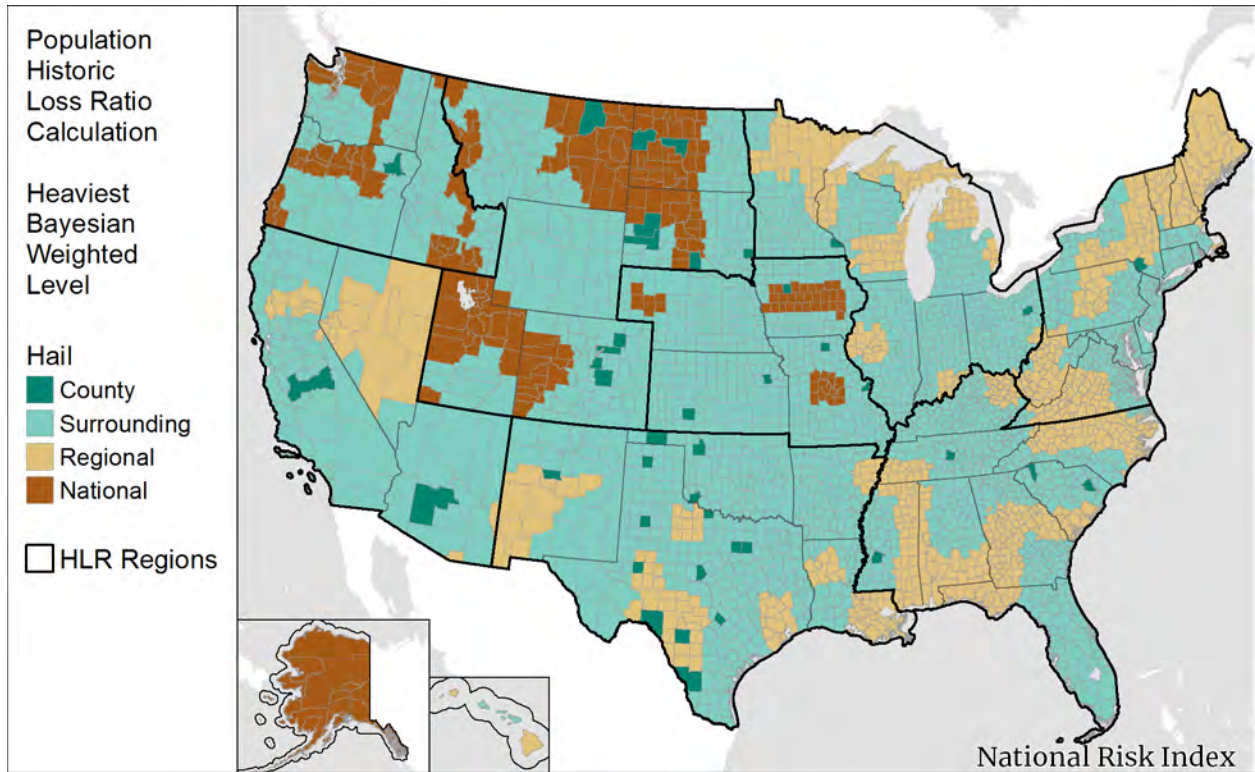 Population
Historic
Loss Ratio
Calculation
Heaviest
Bayesian
Weighted
Level
Hail
County
Surrounding
Regional
National
HLR Regions
National Risk Index